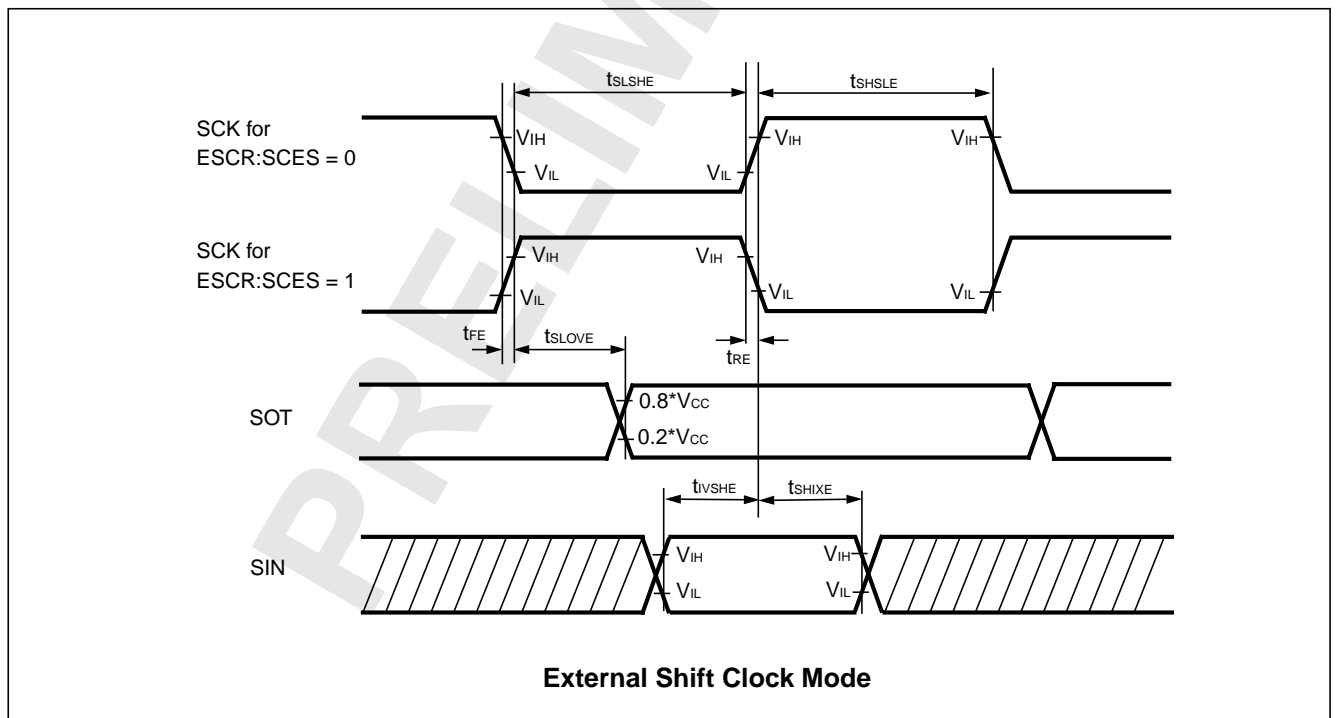 PRELIM
tSLSHE tSHSLE
SCK for
ESCR:SCES = 0
VIH VIH VIH
VIL VIL
SCK for
ESCR:SCES = 1
VIH VIH
VIL VIL VIL
tFE tSLOVE tRE
SOT
0.8*VCC
0.2*VCC
tIVSHE tSHIXE
SIN
VIH VIH
VIL VIL
External Shift Clock Mode